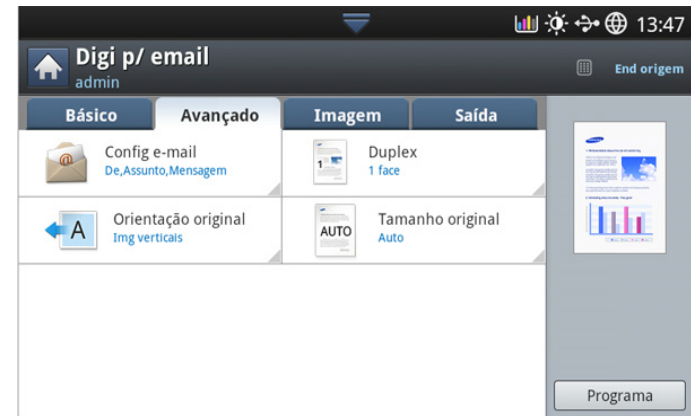 13:47
Digi p/ email
admin
End origem
Básico
Avançado
Imagem
Saída
Config e-mail
De,Assunto,Mensagem
Duplex
1 face
1
Orientação original
Img verticais
A
Tamanho original
Auto
AUTO
Programa